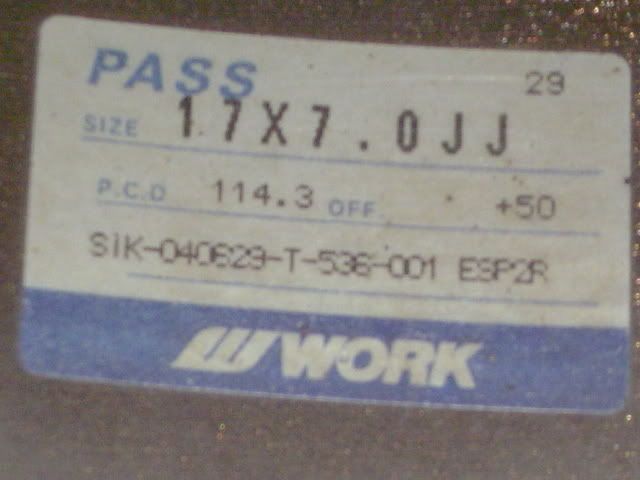 PASS 29
SIZE 17X7.0JJ
P.C.D 114.3 OFF +50
SIK-040629-T-536-001 ESP2R
WORK